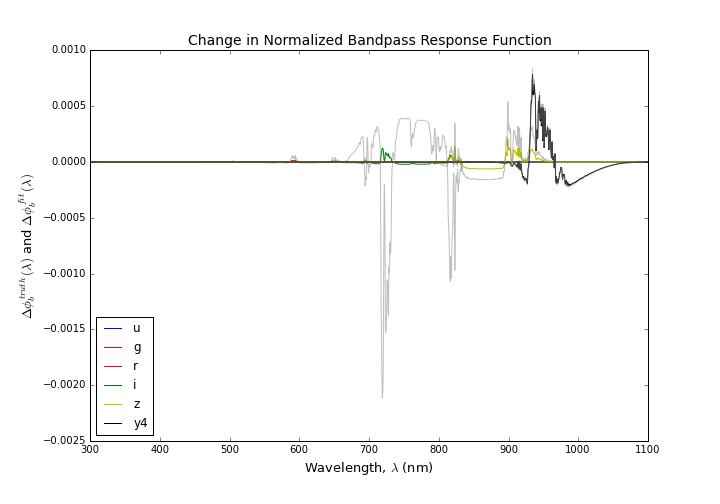 Change in Normalized Bandpass Response Function
0.0010
0.0005
0.0000
−0.0005
−0.0010
−0.0015
−0.0020
−0.0025
Δϕ_b^truth(λ) and Δϕ_b^fit(λ)
u
g
r
i
z
y4
300 400 500 600 700 800 900 1000 1100
Wavelength, λ (nm)